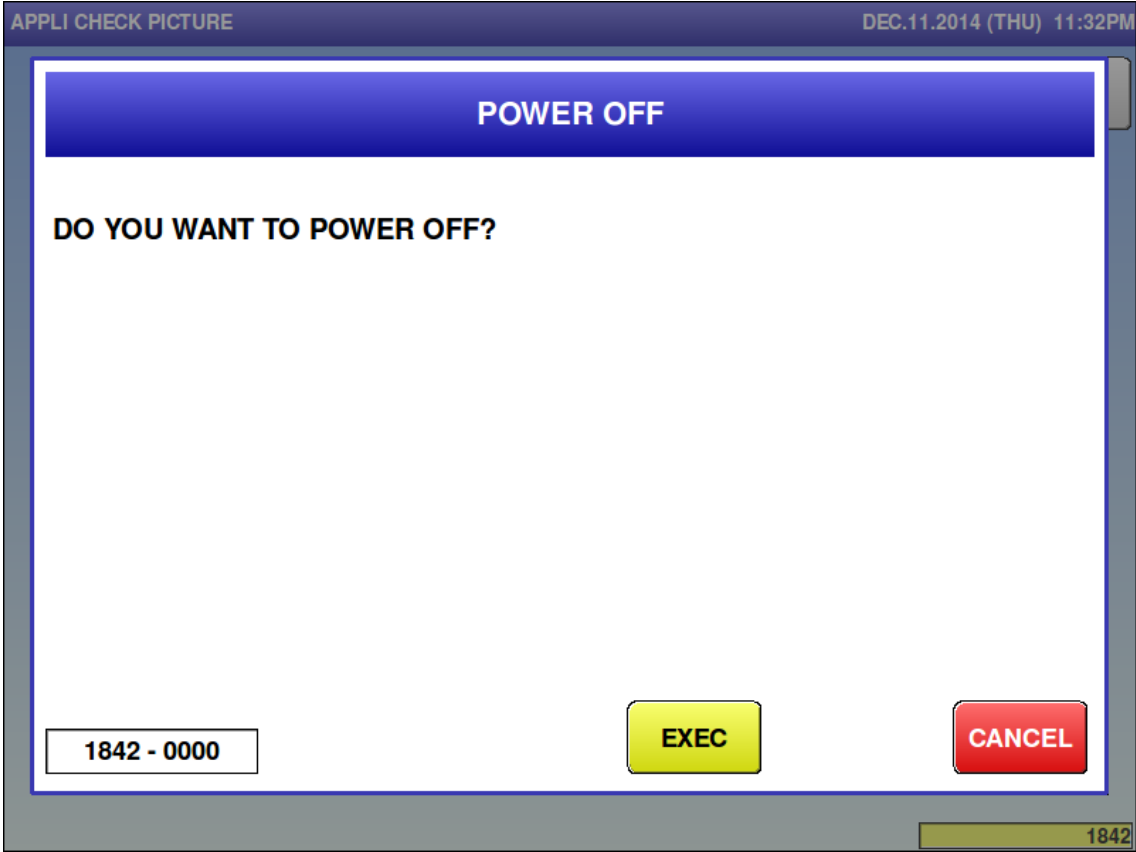 APPLI CHECK PICTURE DEC.11.2014 (THU) 11:32PM
POWER OFF
DO YOU WANT TO POWER OFF?
1842 - 0000 EXEC CANCEL
1842